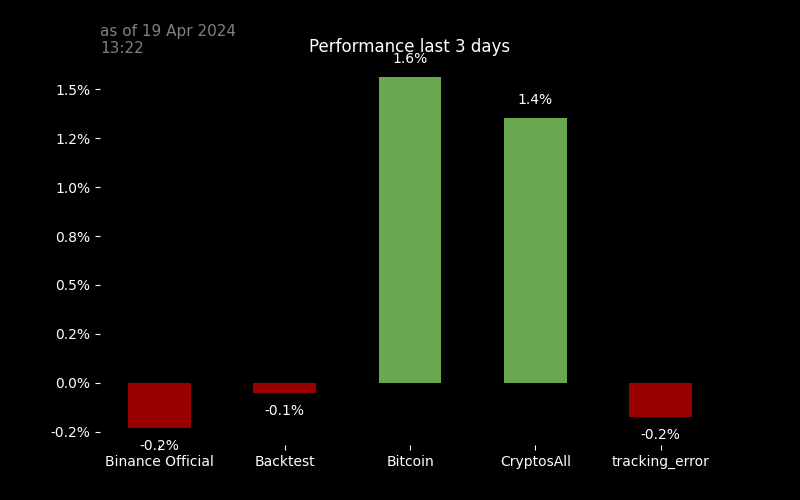 as of 19 Apr 2024
13:22
Performance last 3 days
1.6%
1.5%
1.4%
1.2%
1.0%
0.8%
0.5%
0.2%
0.0%
-0.1%
-0.2%
-0.2%
-0.2%
Binance Official
Backtest
Bitcoin
CryptosAll
tracking_error